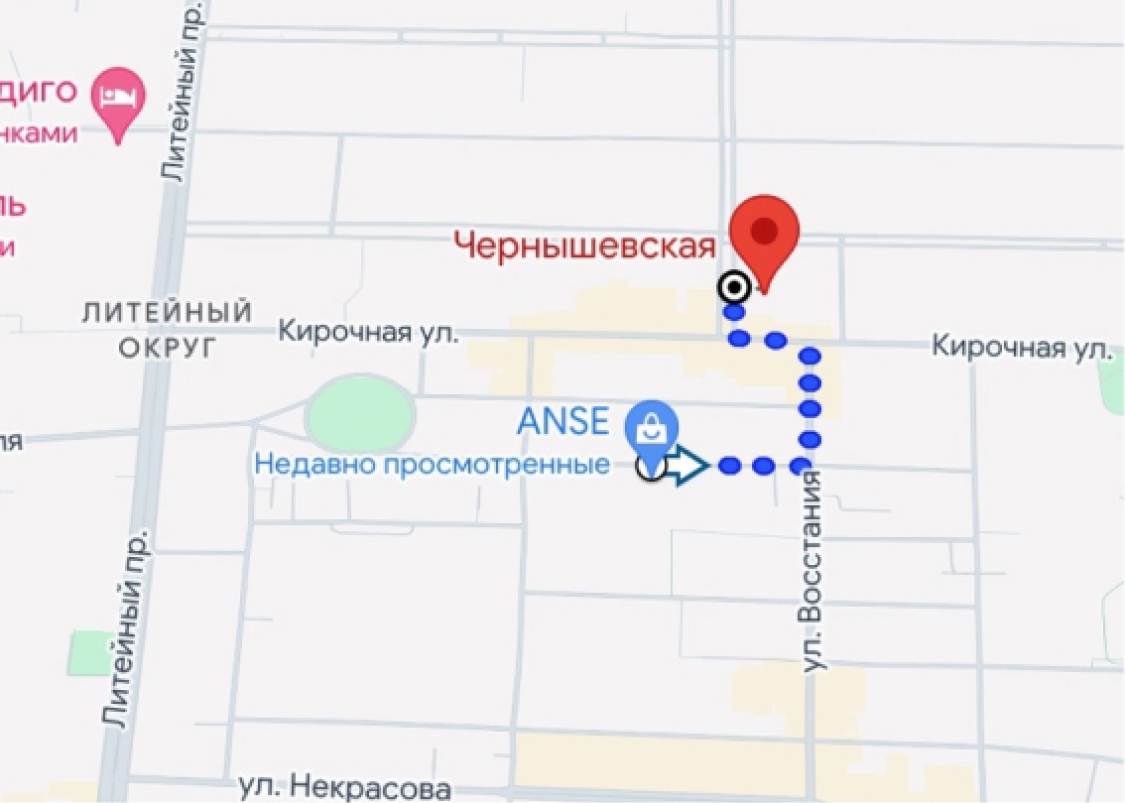 Литейный пр.
диго
нками
ль
и
Чернышевская
ЛИТЕЙНЫЙ
ОКРУГ
Кирочная ул.
Кирочная ул.
ANSE
Недавно просмотренные
ля
ул. Восстания
Литейный пр.
ул. Некрасова